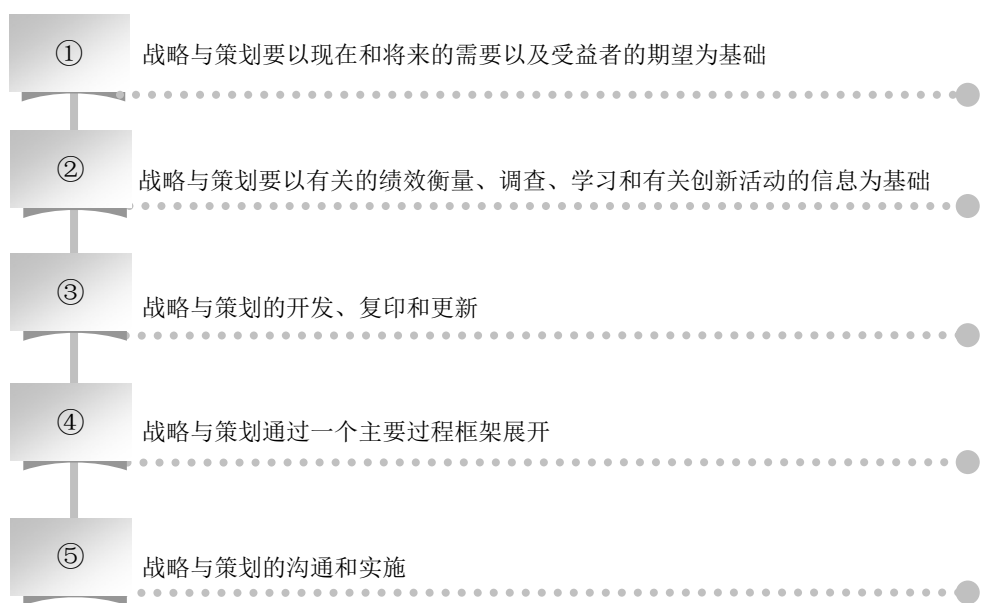 ① 战略与策划要以现在和将来的需要以及受益者的期望为基础
② 战略与策划要以有关的绩效衡量、调查、学习和有关创新活动的信息为基础
③ 战略与策划的开发、复印和更新
④ 战略与策划通过一个主要过程框架展开
⑤ 战略与策划的沟通和实施